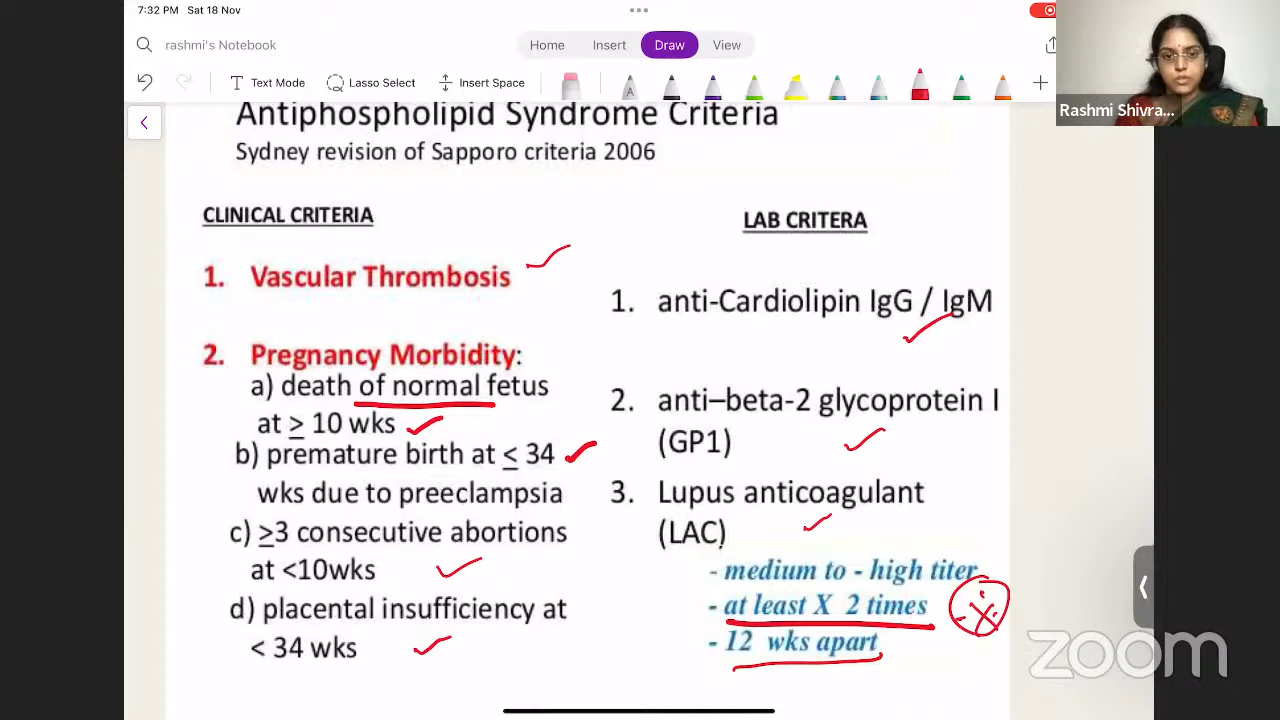 7:32 PM Sat 18 Nov
rashmi's Notebook
Home Insert Draw View
Text Mode Lasso Select Insert Space
Rashmi Shivra...
Antiphospholipid Syndrome Criteria
Sydney revision of Sapporo criteria 2006
CLINICAL CRITERIA
1. Vascular Thrombosis
2. Pregnancy Morbidity:
a) death of normal fetus
at ≥ 10 wks
b) premature birth at ≤ 34
wks due to preeclampsia
c) ≥3 consecutive abortions
at <10wks
d) placental insufficiency at
< 34 wks
LAB CRITERA
1. anti-Cardiolipin IgG / IgM
2. anti–beta-2 glycoprotein I
(GP1)
3. Lupus anticoagulant
(LAC)
- medium to - high titer
- at least X 2 times
- 12 wks apart
zoom